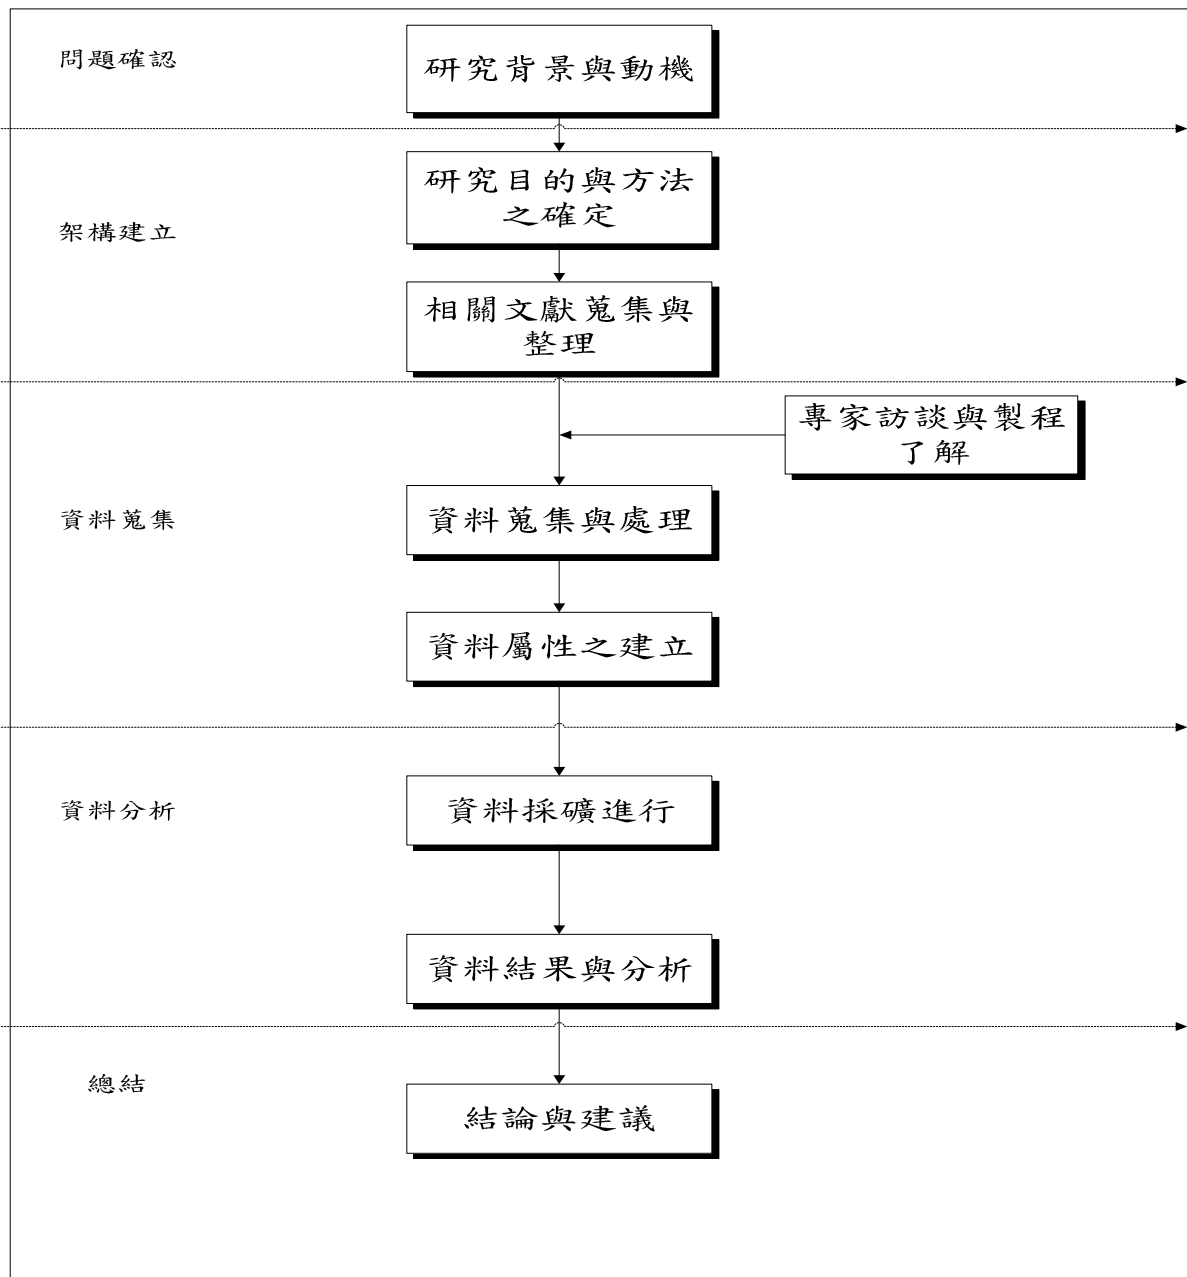 問題確認
研究背景與動機
研究目的與方法
之確定
架構建立
相關文獻蒐集與
整理
專家訪談與製程
了解
資料蒐集
資料蒐集與處理
資料屬性之建立
資料分析
資料採礦進行
資料結果與分析
總結
結論與建議